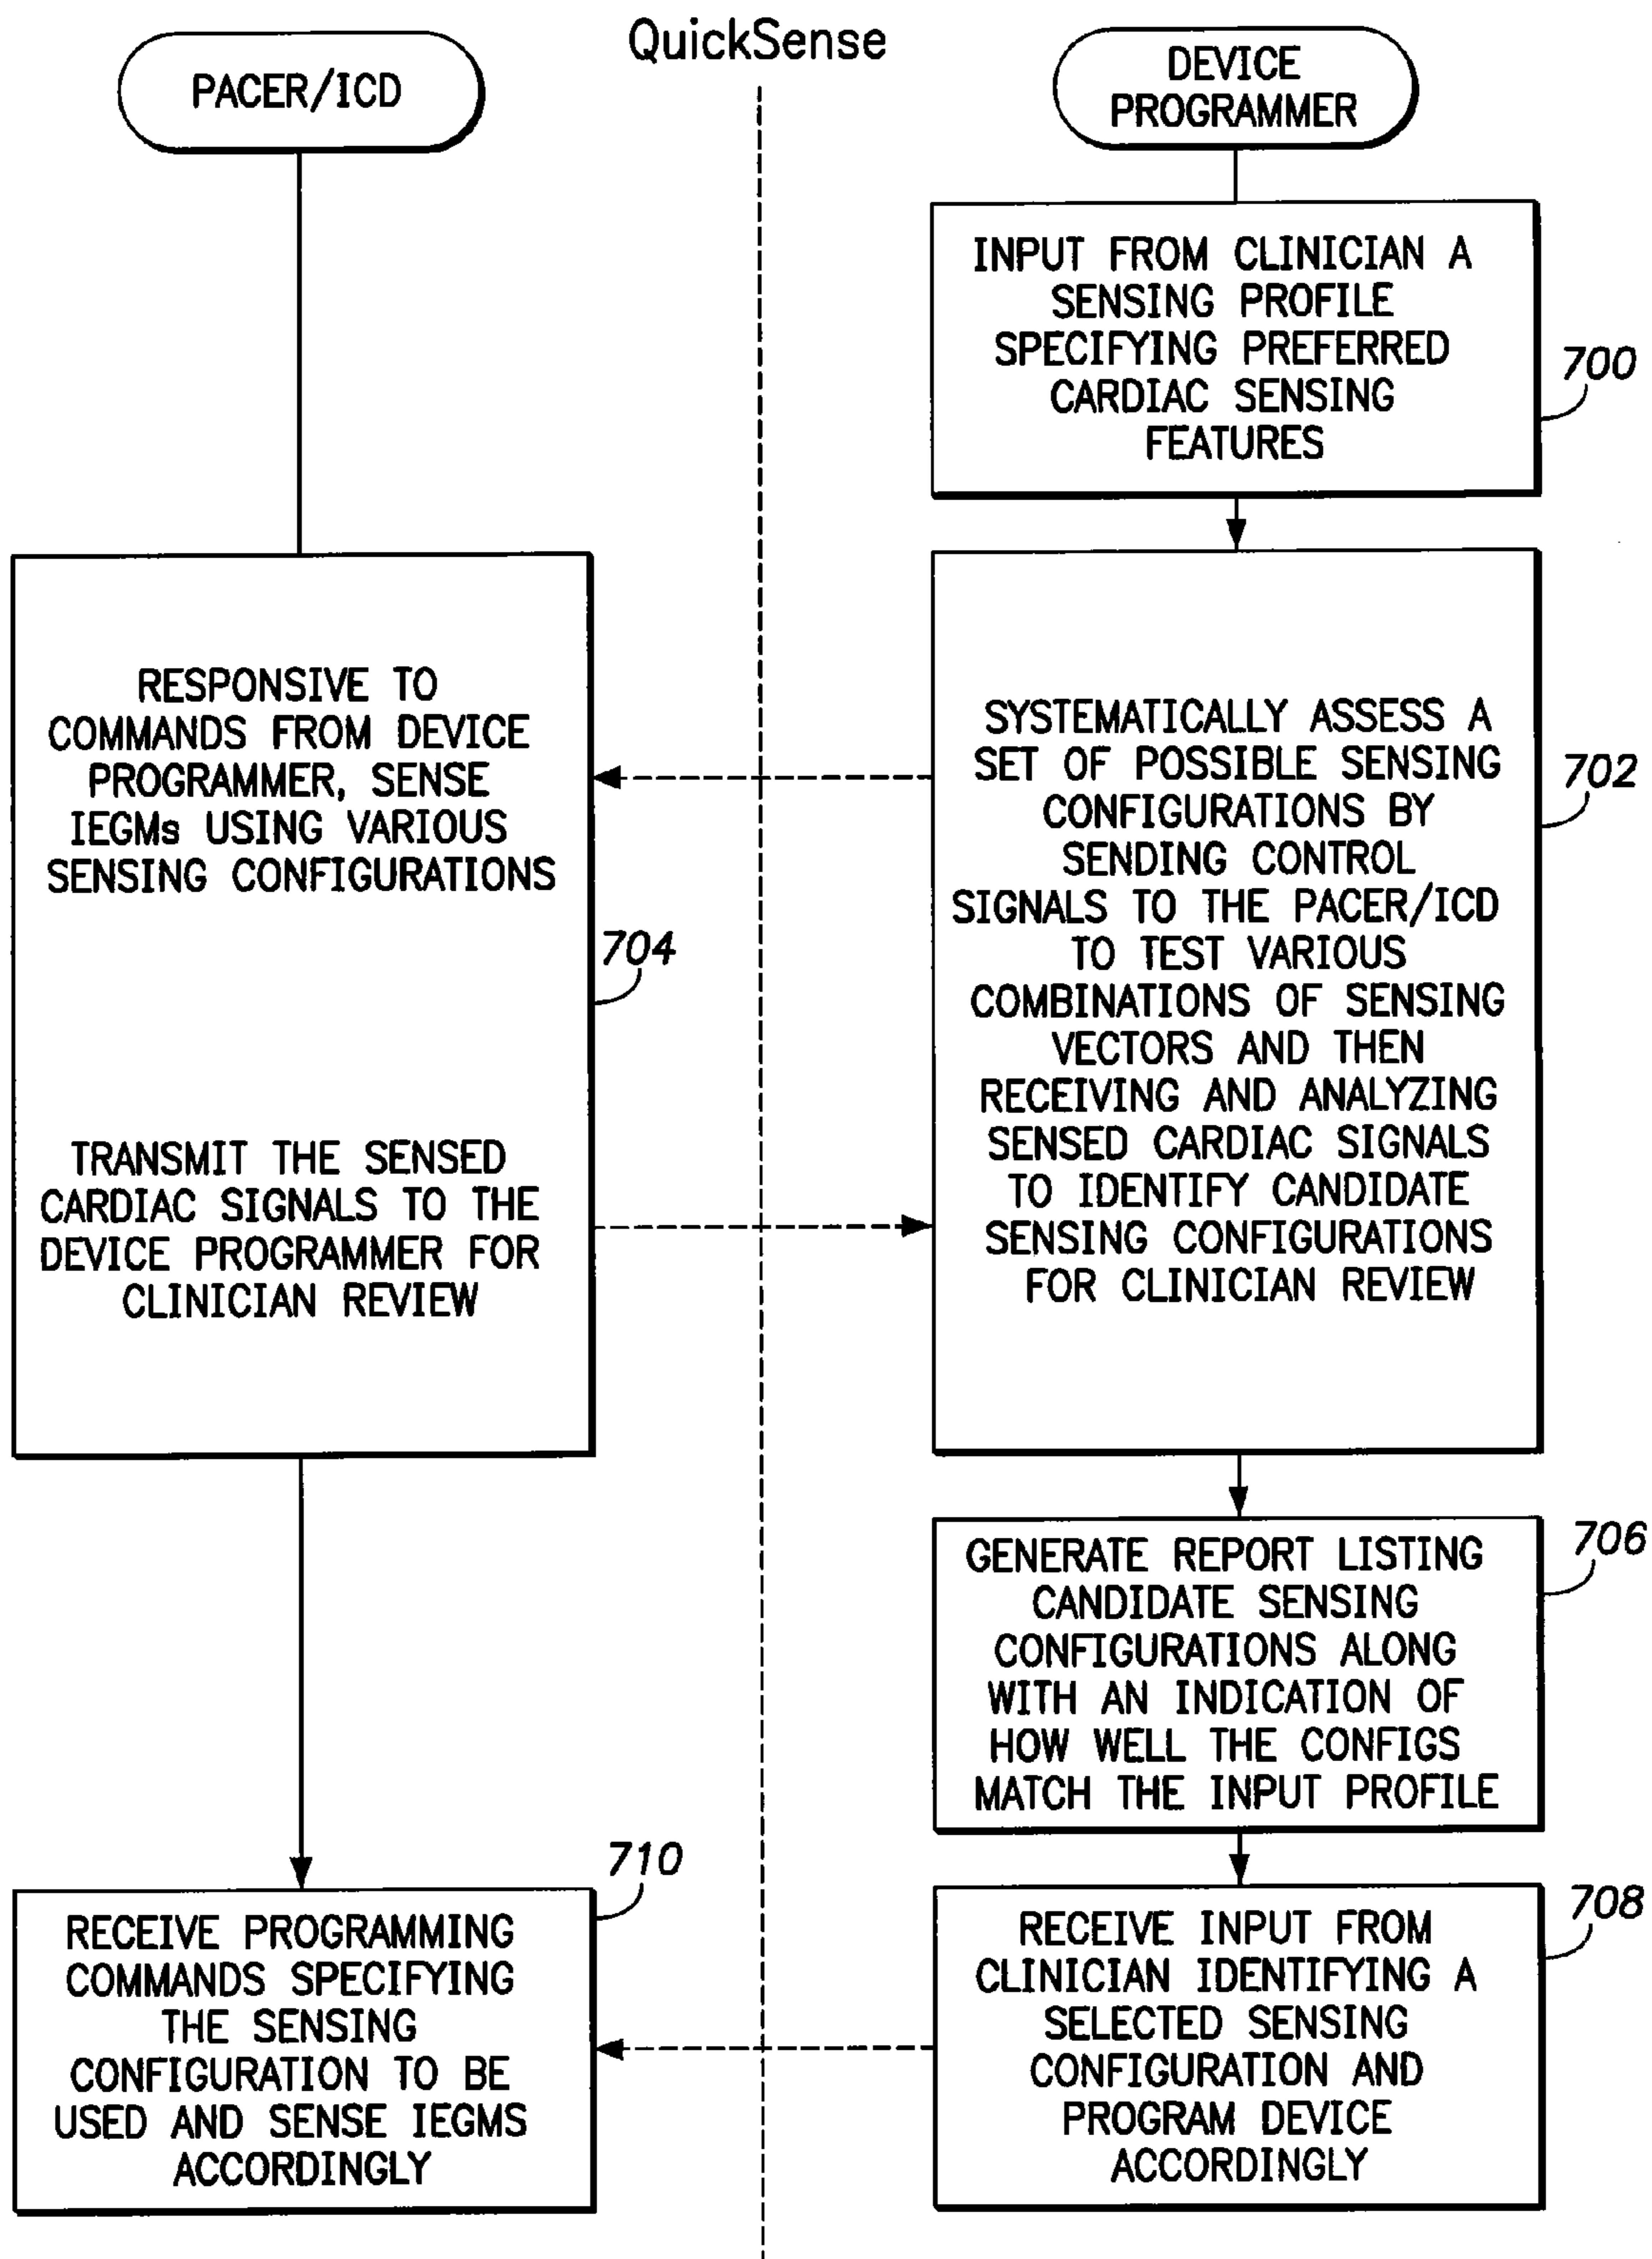 QuickSense
PACER/ICD
DEVICE
PROGRAMMER
INPUT FROM CLINICIAN A
SENSING PROFILE
SPECIFYING PREFERRED
CARDIAC SENSING
FEATURES
700
RESPONSIVE TO
COMMANDS FROM DEVICE
PROGRAMMER, SENSE
IEGMs USING VARIOUS
SENSING CONFIGURATIONS
704
TRANSMIT THE SENSED
CARDIAC SIGNALS TO THE
DEVICE PROGRAMMER FOR
CLINICIAN REVIEW
SYSTEMATICALLY ASSESS A
SET OF POSSIBLE SENSING
CONFIGURATIONS BY
SENDING CONTROL
SIGNALS TO THE PACER/ICD
TO TEST VARIOUS
COMBINATIONS OF SENSING
VECTORS AND THEN
RECEIVING AND ANALYZING
SENSED CARDIAC SIGNALS
TO IDENTIFY CANDIDATE
SENSING CONFIGURATIONS
FOR CLINICIAN REVIEW
702
GENERATE REPORT LISTING
CANDIDATE SENSING
CONFIGURATIONS ALONG
WITH AN INDICATION OF
HOW WELL THE CONFIGS
MATCH THE INPUT PROFILE
706
RECEIVE PROGRAMMING
COMMANDS SPECIFYING
THE SENSING
CONFIGURATION TO BE
USED AND SENSE IEGMS
ACCORDINGLY
710
RECEIVE INPUT FROM
CLINICIAN IDENTIFYING A
SELECTED SENSING
CONFIGURATION AND
PROGRAM DEVICE
ACCORDINGLY
708